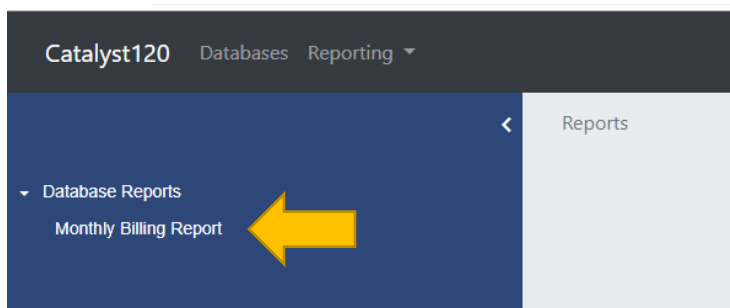 Catalyst120 Databases Reporting
Reports
Database Reports
Monthly Billing Report